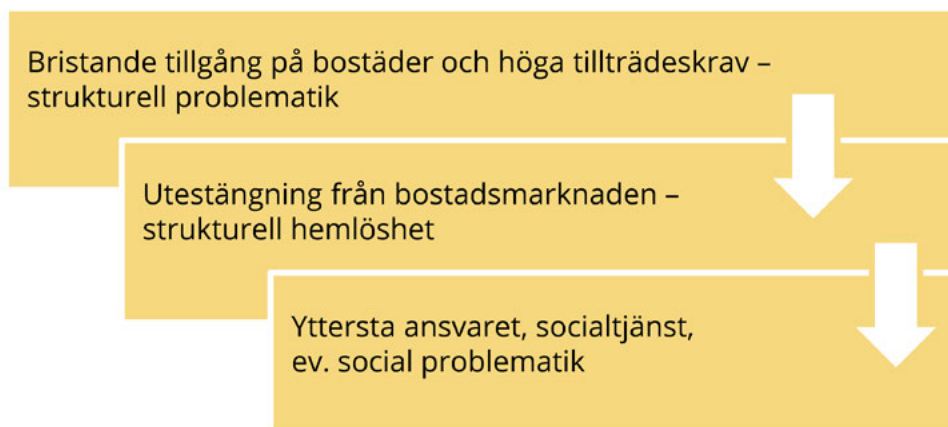 Bristande tillgång på bostäder och höga tillträdeskrav –
strukturell problematik
Utestängning från bostadsmarknaden –
strukturell hemlöshet
Yttersta ansvaret, socialtjänst,
ev. social problematik